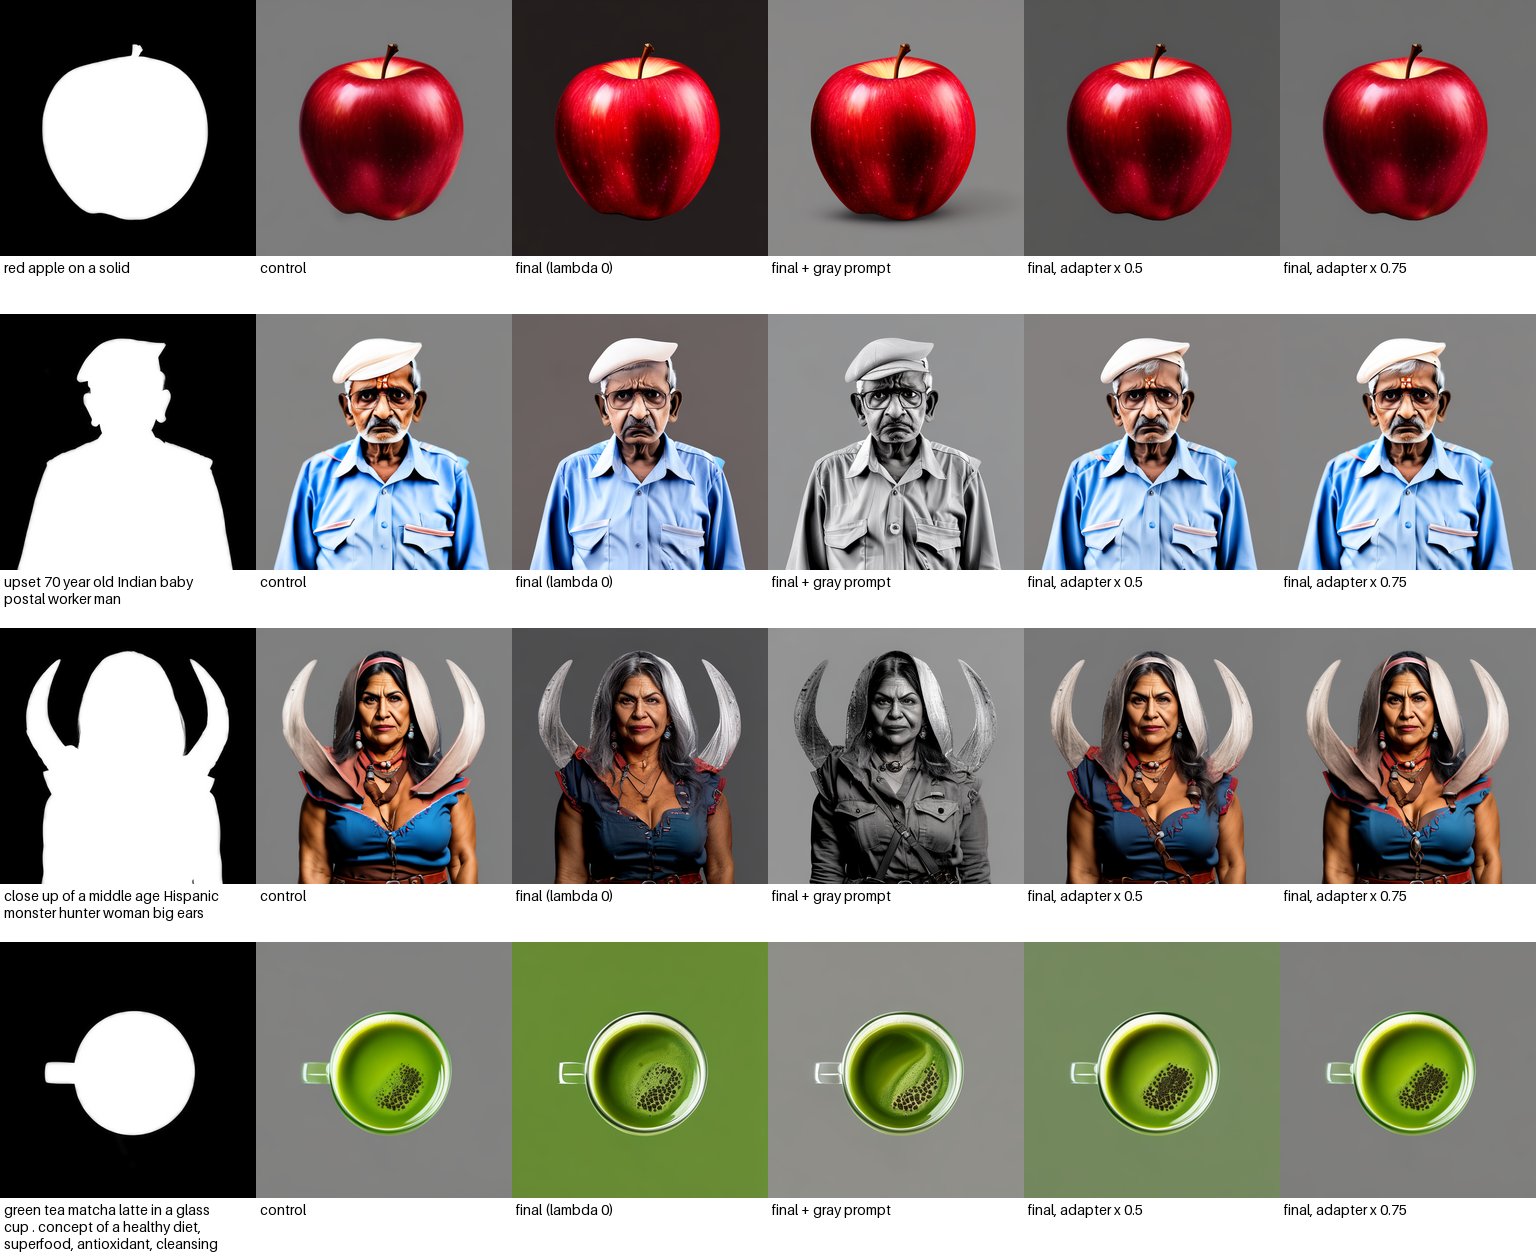 red apple on a solid
control
final (lambda 0)
final + gray prompt
final, adapter x 0.5
final, adapter x 0.75
upset 70 year old Indian baby
postal worker man
control
final (lambda 0)
final + gray prompt
final, adapter x 0.5
final, adapter x 0.75
close up of a middle age Hispanic
monster hunter woman big ears
control
final (lambda 0)
final + gray prompt
final, adapter x 0.5
final, adapter x 0.75
green tea matcha latte in a glass
cup . concept of a healthy diet,
superfood, antioxidant, cleansing
control
final (lambda 0)
final + gray prompt
final, adapter x 0.5
final, adapter x 0.75